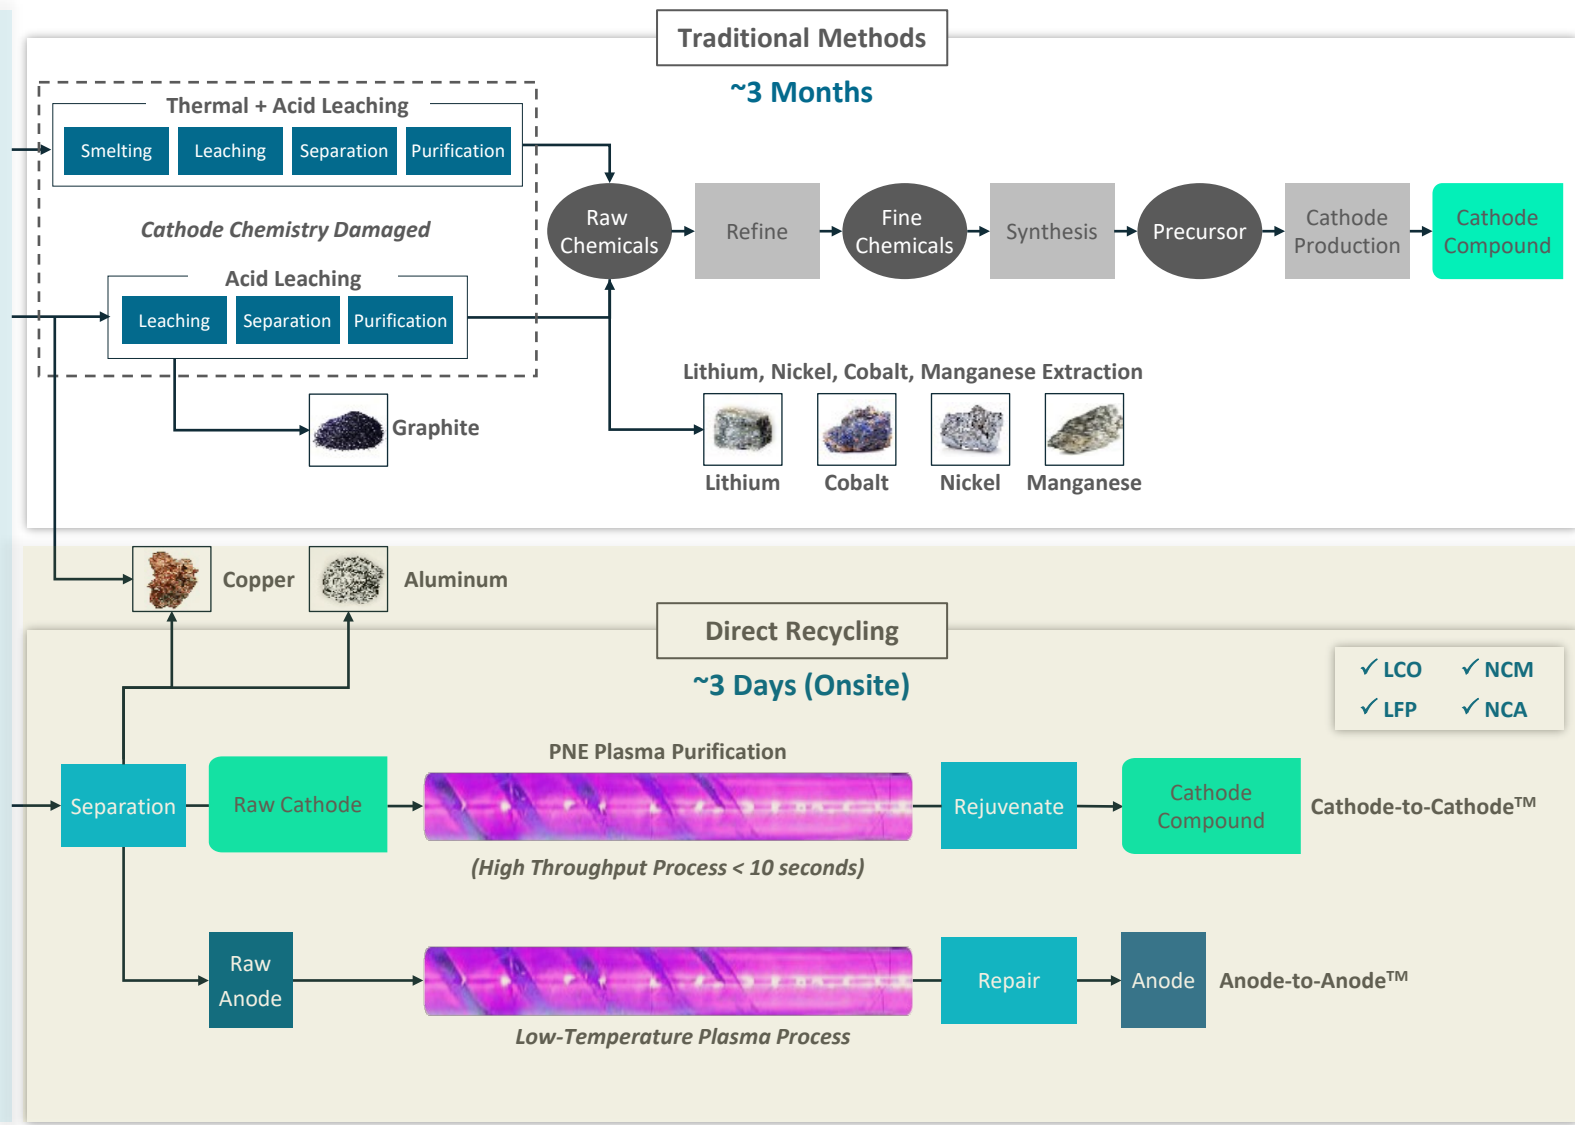 Traditional Methods
~3 Months
Thermal + Acid Leaching
Smelting
Leaching
Separation
Purification
Cathode Chemistry Damaged
Acid Leaching
Leaching
Separation
Purification
Raw
Chemicals
Refine
Fine
Chemicals
Synthesis
Precursor
Cathode
Production
Cathode
Compound
Graphite
Lithium, Nickel, Cobalt, Manganese Extraction
Lithium
Cobalt
Nickel
Manganese
Copper
Aluminum
Direct Recycling
~3 Days (Onsite)
✓ LCO
✓ NCM
✓ LFP
✓ NCA
PNE Plasma Purification
Separation
Raw Cathode
Rejuvenate
Cathode
Compound
Cathode-to-Cathode™
(High Throughput Process < 10 seconds)
Raw
Anode
Repair
Anode
Anode-to-Anode™
Low-Temperature Plasma Process